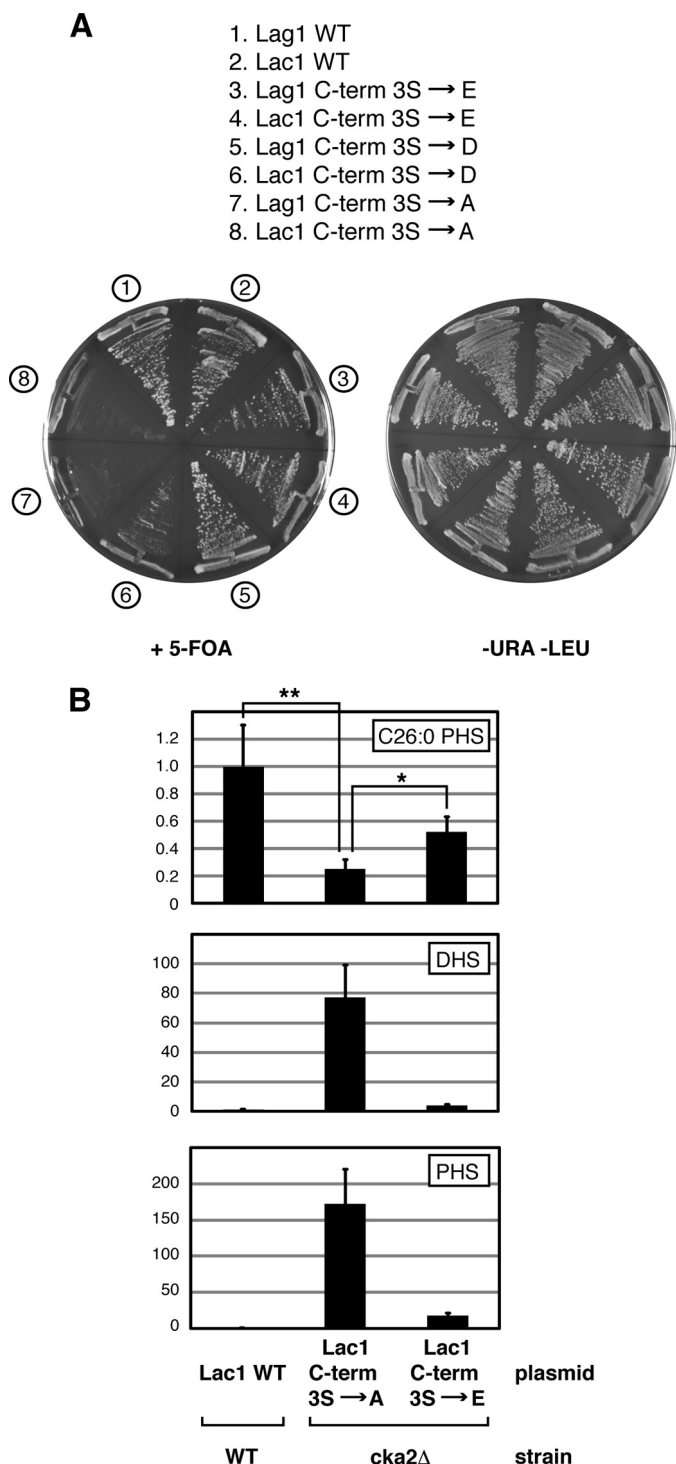 A
1. Lag1 WT
2. Lac1 WT
3. Lag1 C-term 3S → E
4. Lac1 C-term 3S → E
5. Lag1 C-term 3S → D
6. Lac1 C-term 3S → D
7. Lag1 C-term 3S → A
8. Lac1 C-term 3S → A
1 2
8 3
7 4
6 5
+ 5-FOA -URA -LEU
B
**
C26:0 PHS
1.2
1.0
0.8
*
0.6
0.4
0.2
0
DHS
100
80
60
40
20
0
PHS
200
150
100
50
0
Lac1 Lac1
Lac1 WT C-term C-term plasmid
3S → A 3S → E
WT cka2Δ strain